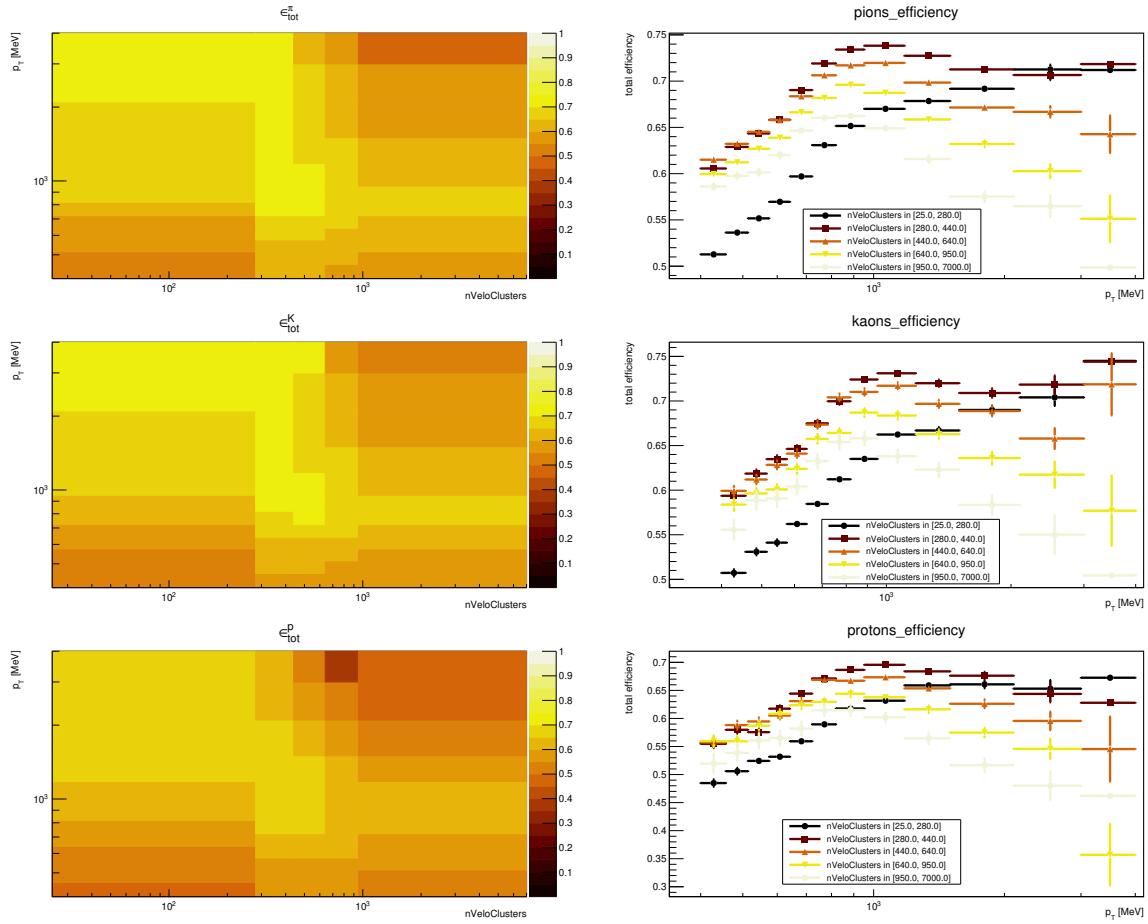 ∈π tot
p_T [MeV]
1
0.9
0.8
0.7
0.6
0.5
0.4
0.3
0.2
0.1
10³
10² 10³
nVeloClusters
pions_efficiency
total efficiency
0.75
0.7
0.65
0.6
0.55
0.5
nVeloClusters in [25.0, 280.0]
nVeloClusters in [280.0, 440.0]
nVeloClusters in [440.0, 640.0]
nVeloClusters in [640.0, 950.0]
nVeloClusters in [950.0, 7000.0]
10³
p_T [MeV]
∈K tot
p_T [MeV]
1
0.9
0.8
0.7
0.6
0.5
0.4
0.3
0.2
0.1
10³
10² 10³
nVeloClusters
kaons_efficiency
total efficiency
0.75
0.7
0.65
0.6
0.55
0.5
nVeloClusters in [25.0, 280.0]
nVeloClusters in [280.0, 440.0]
nVeloClusters in [440.0, 640.0]
nVeloClusters in [640.0, 950.0]
nVeloClusters in [950.0, 7000.0]
10³
p_T [MeV]
∈p tot
p_T [MeV]
1
0.9
0.8
0.7
0.6
0.5
0.4
0.3
0.2
0.1
10³
10² 10³
nVeloClusters
protons_efficiency
total efficiency
0.7
0.65
0.6
0.55
0.5
0.45
0.4
0.35
0.3
nVeloClusters in [25.0, 280.0]
nVeloClusters in [280.0, 440.0]
nVeloClusters in [440.0, 640.0]
nVeloClusters in [640.0, 950.0]
nVeloClusters in [950.0, 7000.0]
10³
p_T [MeV]